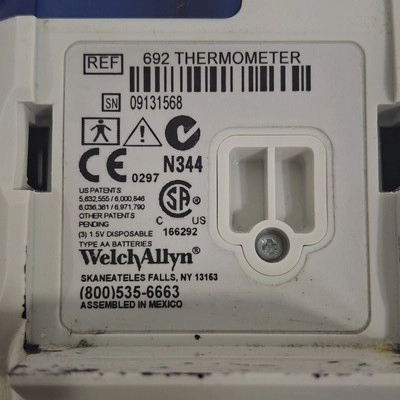 REF 692 THERMOMETER
SN 09131568
CE 0297 N344
US PATENTS
5,632,555 / 6,000,846
6,036,361 / 6,971,790
OTHER PATENTS
PENDING
(3) 1.5V DISPOSABLE
TYPE AA BATTERIES
SA
C US
166292
WelchAllyn®
SKANEATELES FALLS, NY 13153
(800)535-6663
ASSEMBLED IN MEXICO